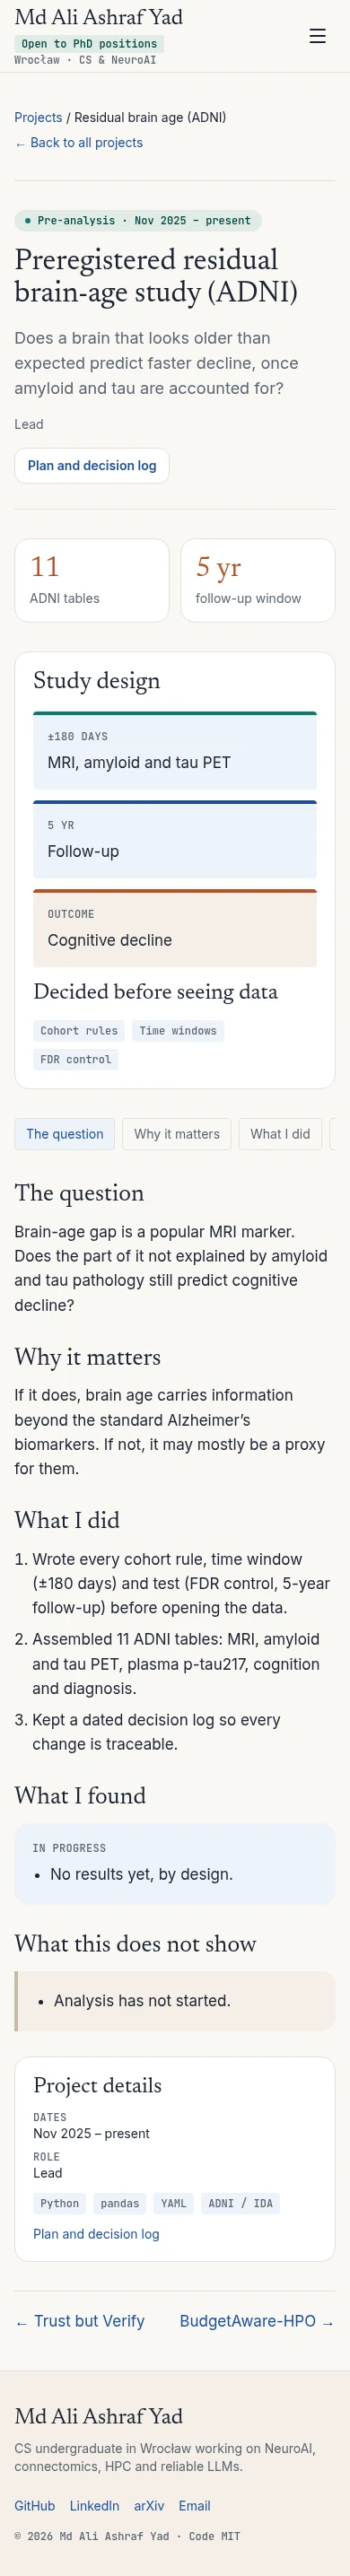 Md Ali Ashraf Yad
Open to PhD positions
Wrocław · CS & NeuroAI
Projects / Residual brain age (ADNI)
← Back to all projects
Pre-analysis · Nov 2025 – present
Preregistered residual
brain-age study (ADNI)
Does a brain that looks older than
expected predict faster decline, once
amyloid and tau are accounted for?
Lead
Plan and decision log
11
ADNI tables
5 yr
follow-up window
Study design
±180 DAYS
MRI, amyloid and tau PET
5 YR
Follow-up
OUTCOME
Cognitive decline
Decided before seeing data
Cohort rules Time windows
FDR control
The question Why it matters What I did
The question
Brain-age gap is a popular MRI marker.
Does the part of it not explained by amyloid
and tau pathology still predict cognitive
decline?
Why it matters
If it does, brain age carries information
beyond the standard Alzheimer’s
biomarkers. If not, it may mostly be a proxy
for them.
What I did
1. Wrote every cohort rule, time window
(±180 days) and test (FDR control, 5-year
follow-up) before opening the data.
2. Assembled 11 ADNI tables: MRI, amyloid
and tau PET, plasma p-tau217, cognition
and diagnosis.
3. Kept a dated decision log so every
change is traceable.
What I found
IN PROGRESS
• No results yet, by design.
What this does not show
• Analysis has not started.
Project details
DATES
Nov 2025 – present
ROLE
Lead
Python pandas YAML ADNI / IDA
Plan and decision log
← Trust but Verify BudgetAware-HPO →
Md Ali Ashraf Yad
CS undergraduate in Wrocław working on NeuroAI,
connectomics, HPC and reliable LLMs.
GitHub LinkedIn arXiv Email
© 2026 Md Ali Ashraf Yad · Code MIT